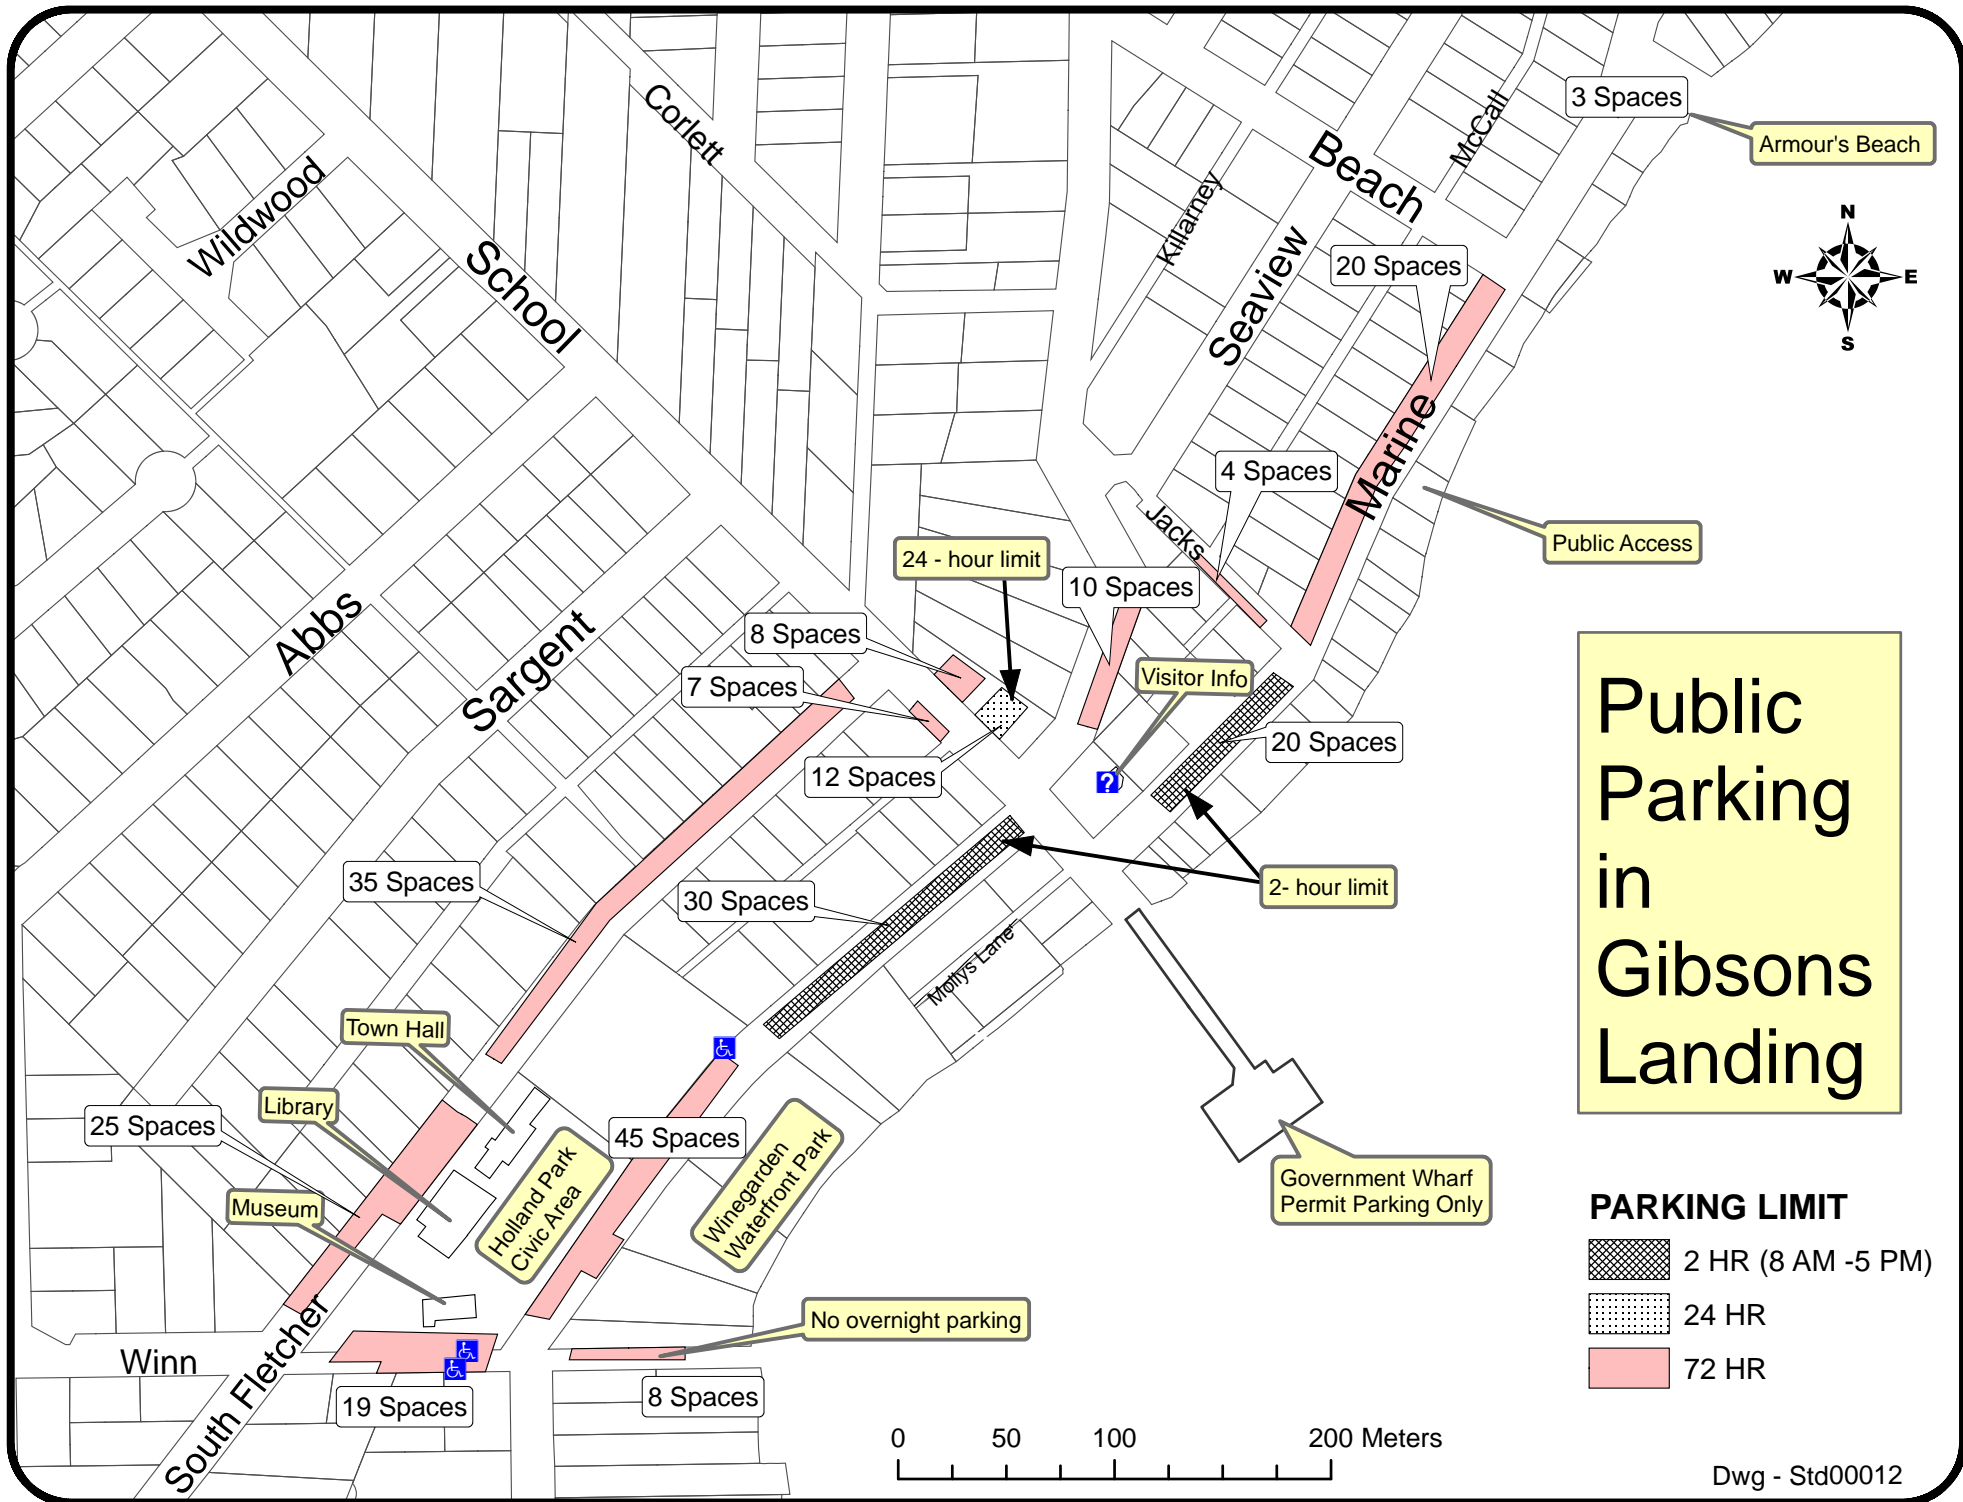 3 Spaces
Armour's Beach
Corlett
McCall
Beach
Wildwood
Killarney
N
W
E
S
School
Seaview
20 Spaces
Marine
4 Spaces
Jacks
Public Access
24 - hour limit
10 Spaces
Abbs
Sargent
8 Spaces
7 Spaces
Visitor Info
?
12 Spaces
20 Spaces
Public
Parking
in
Gibsons
Landing
35 Spaces
30 Spaces
2- hour limit
Mollys Lane
Town Hall
Library
25 Spaces
45 Spaces
Museum
Holland Park
Civic Area
Winegarden
Waterfront Park
Government Wharf
Permit Parking Only
PARKING LIMIT
2 HR (8 AM -5 PM)
24 HR
72 HR
No overnight parking
Winn
South Fletcher
19 Spaces
8 Spaces
0 50 100 200 Meters
Dwg - Std00012